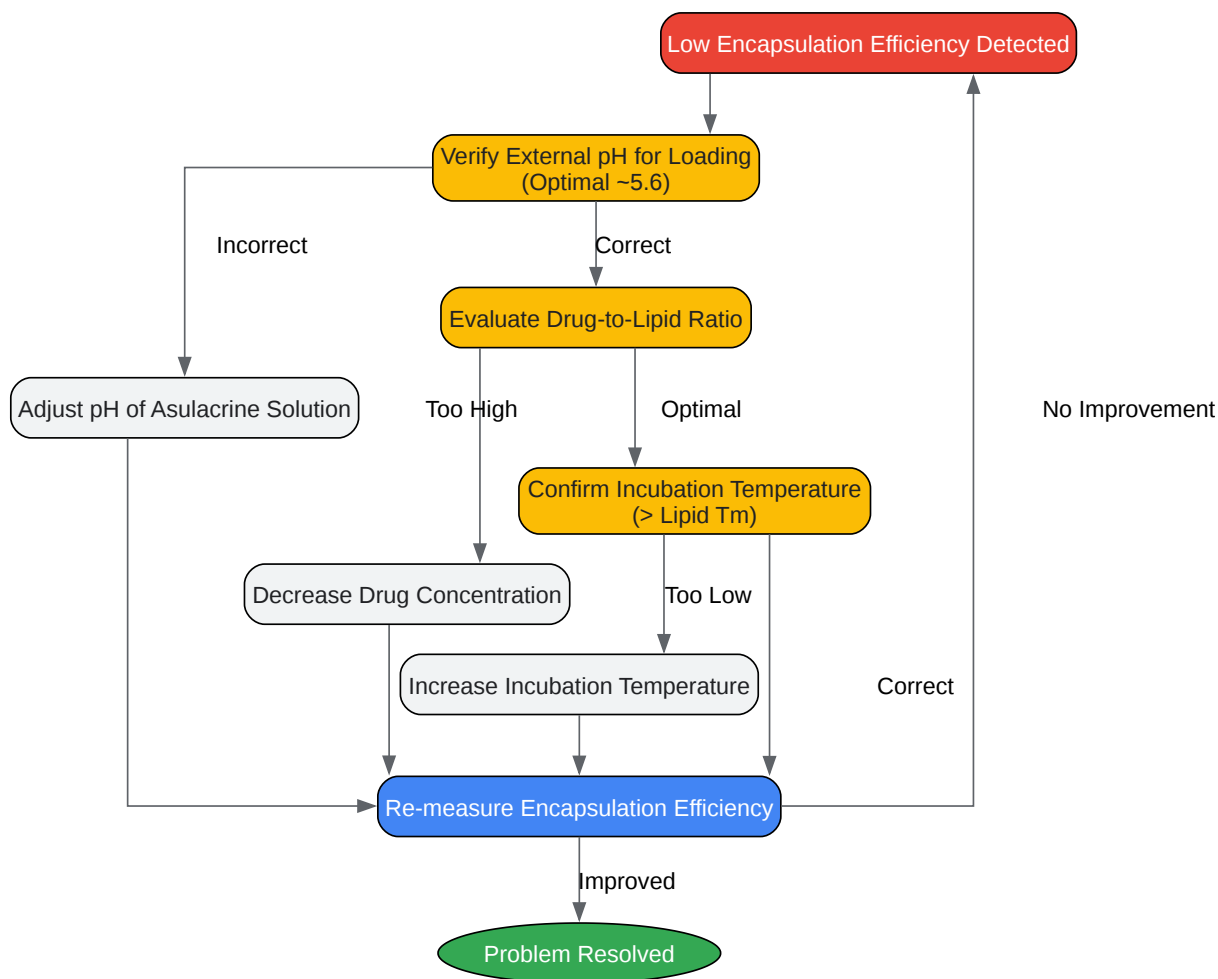 Low Encapsulation Efficiency Detected
Verify External pH for Loading
(Optimal ~5.6)
Incorrect
Correct
Evaluate Drug-to-Lipid Ratio
Adjust pH of Asulacrine Solution
Too High
Optimal
No Improvement
Confirm Incubation Temperature
(> Lipid Tm)
Decrease Drug Concentration
Too Low
Increase Incubation Temperature
Correct
Re-measure Encapsulation Efficiency
Improved
Problem Resolved